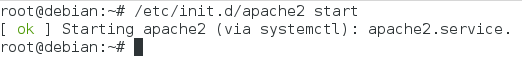 root@debian:~# /etc/init.d/apache2 start
[ ok ] Starting apache2 (via systemctl): apache2.service.
root@debian:~#